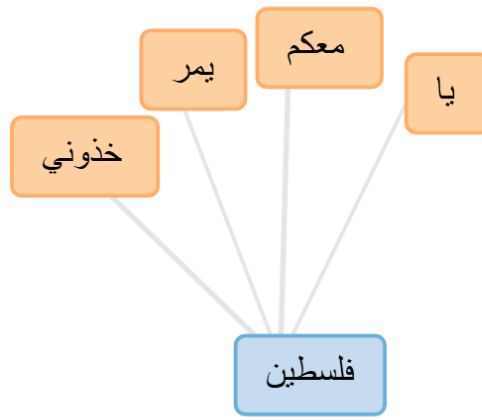 معكم
يمر
يا
خذوني
فلسطين